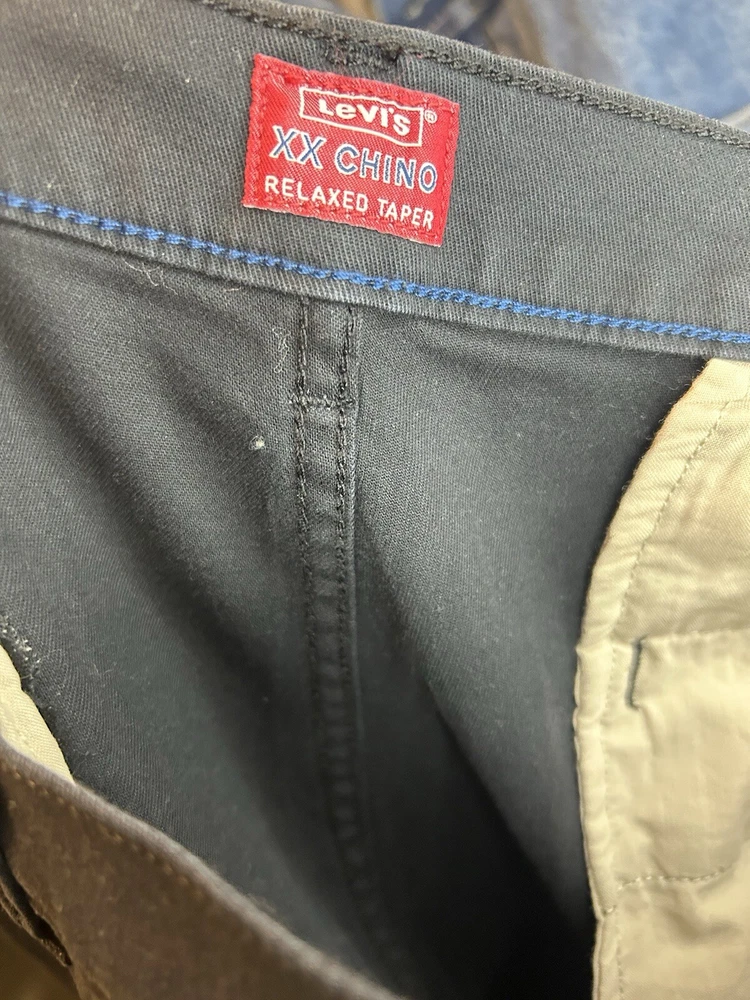 Levi's®
XX CHINO
RELAXED TAPER